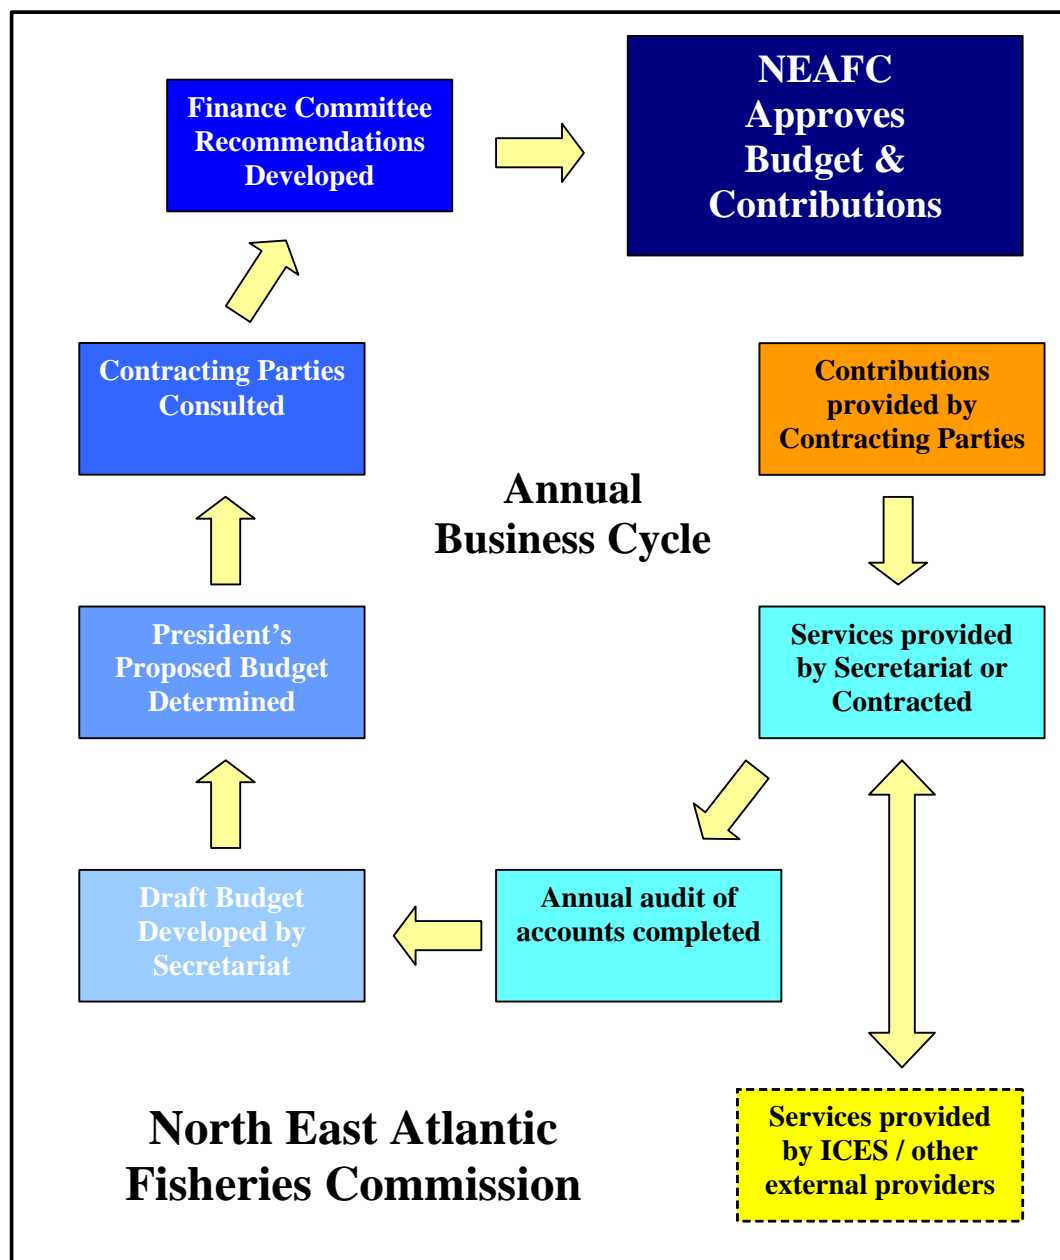 Finance Committee
Recommendations
Developed
NEAFC
Approves
Budget &
Contributions
Contracting Parties
Consulted
Contributions
provided by
Contracting Parties
Annual
Business Cycle
President’s
Proposed Budget
Determined
Services provided
by Secretariat or
Contracted
Draft Budget
Developed by
Secretariat
Annual audit of
accounts completed
North East Atlantic
Fisheries Commission
Services provided
by ICES / other
external providers